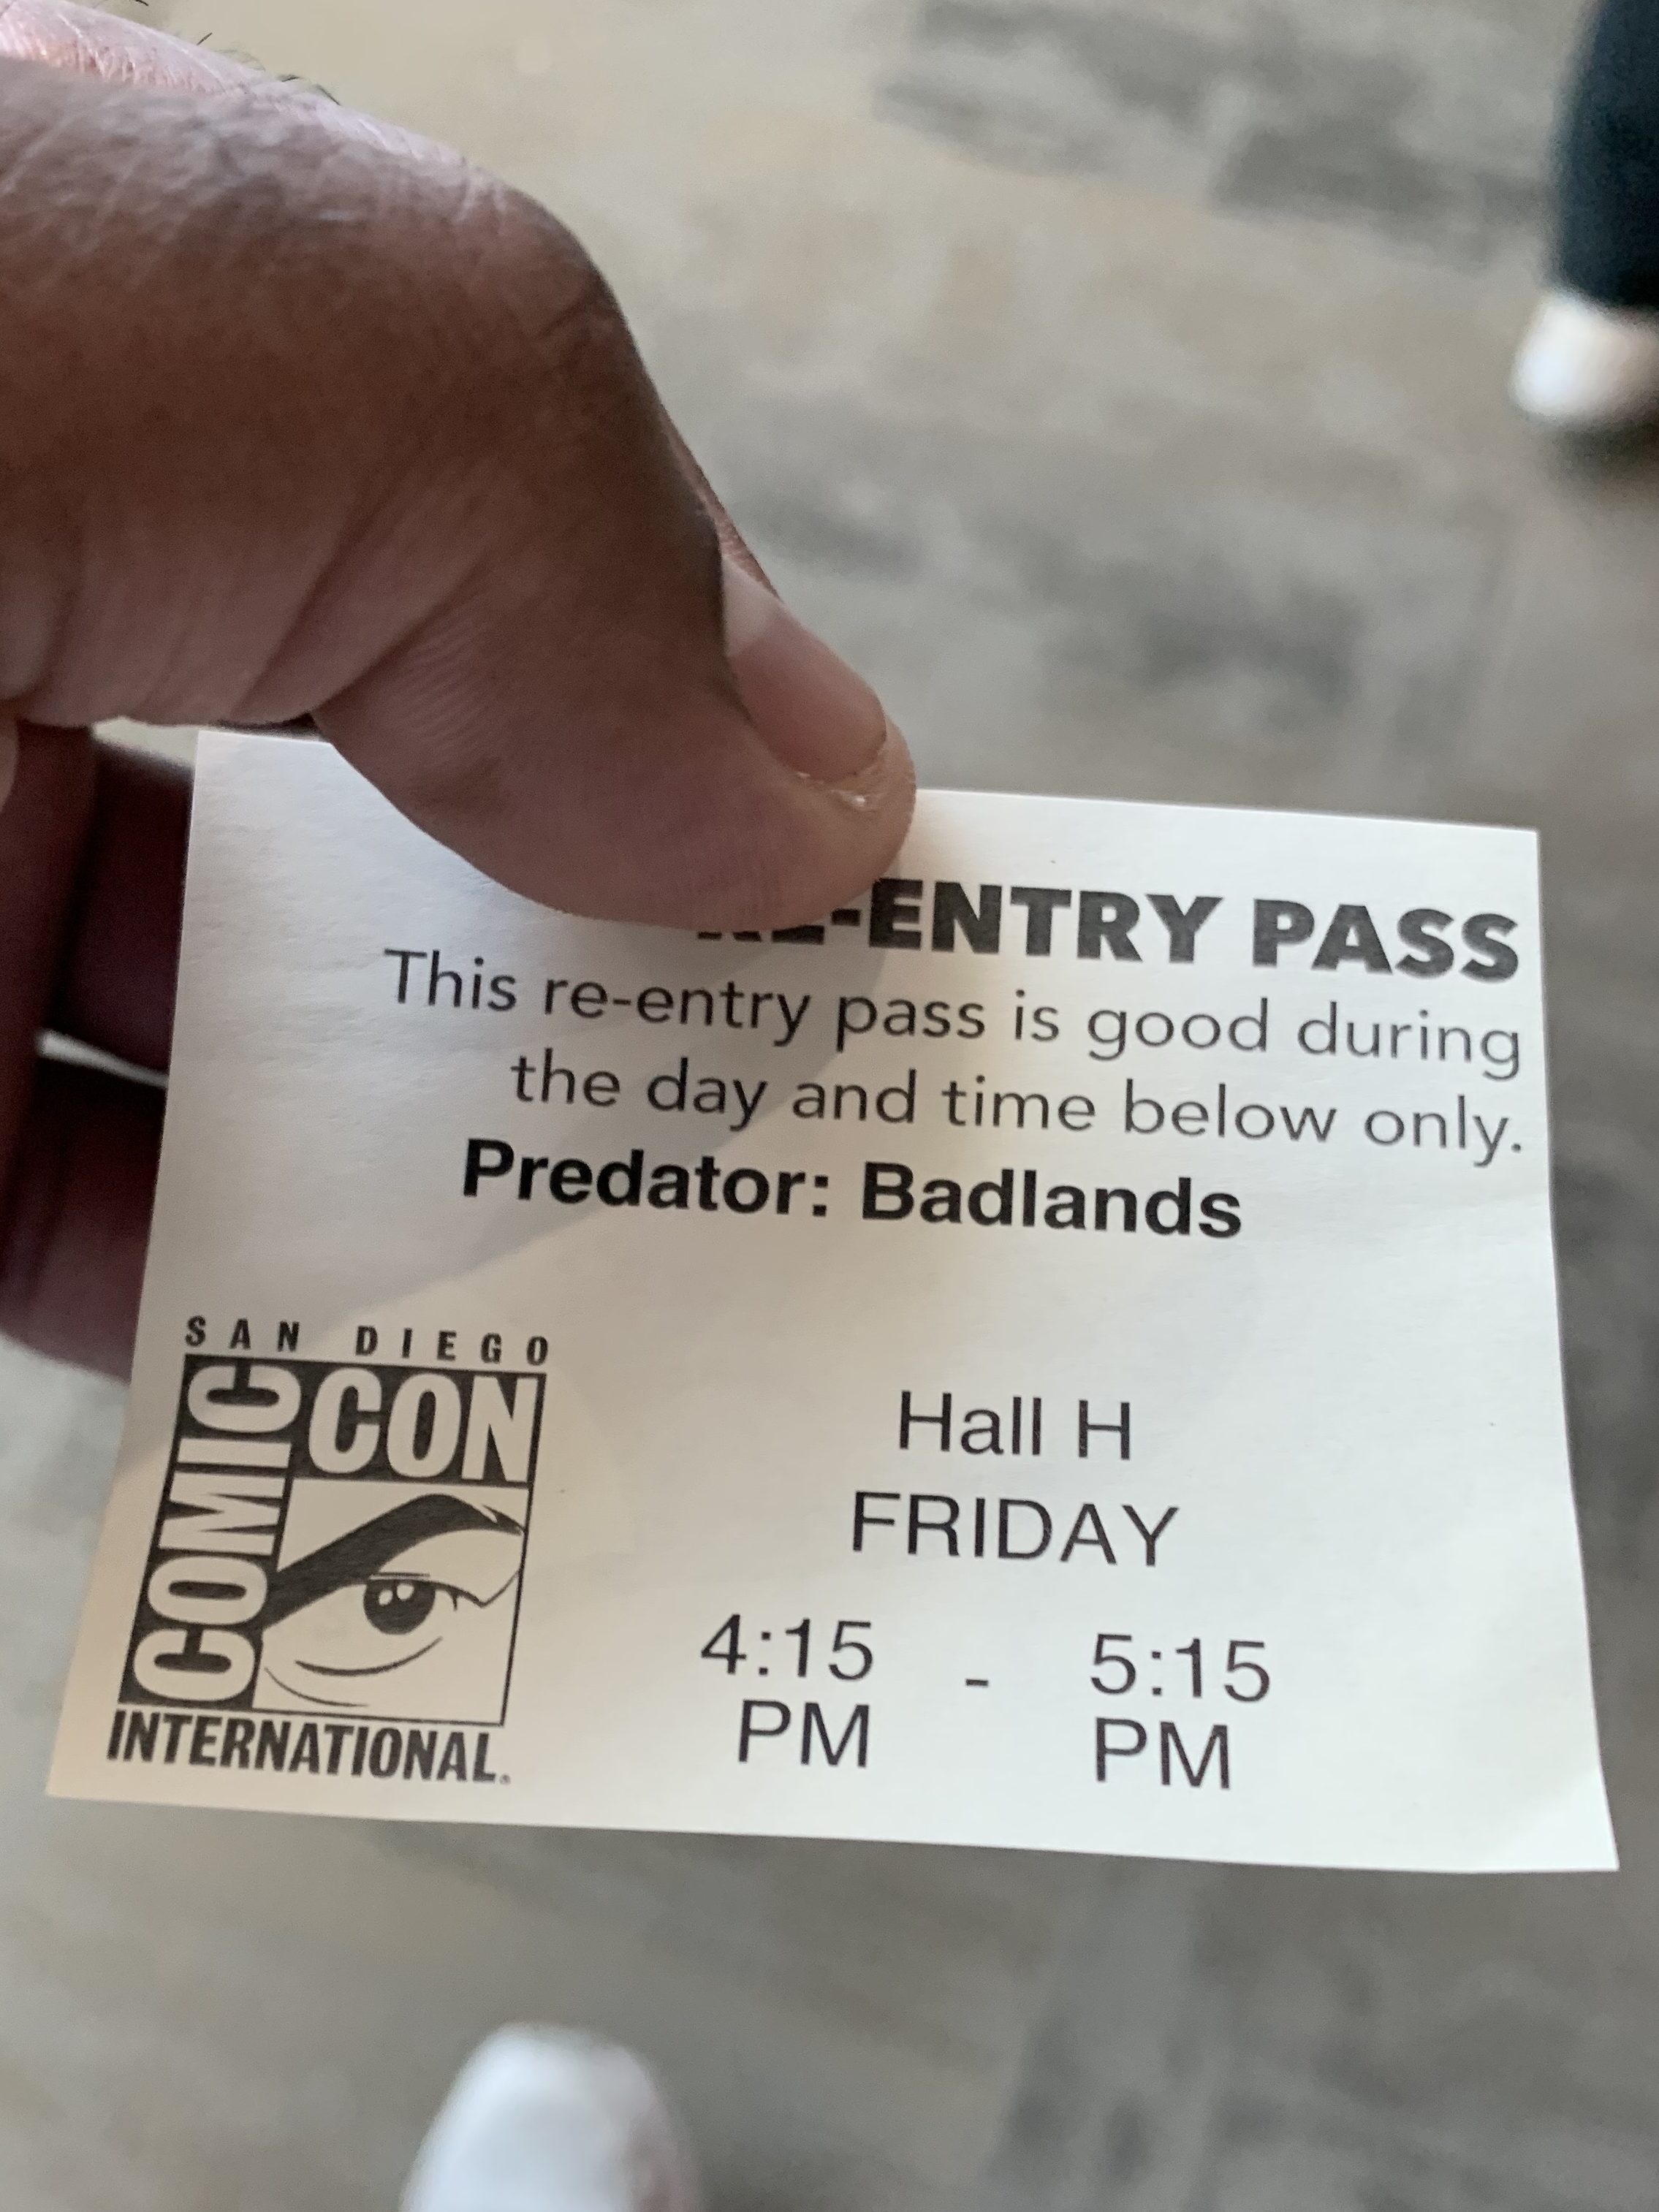 RE-ENTRY PASS
This re-entry pass is good during
the day and time below only.
Predator: Badlands
SAN DIEGO
COMIC
CON
INTERNATIONAL®
Hall H
FRIDAY
4:15 - 5:15
PM PM